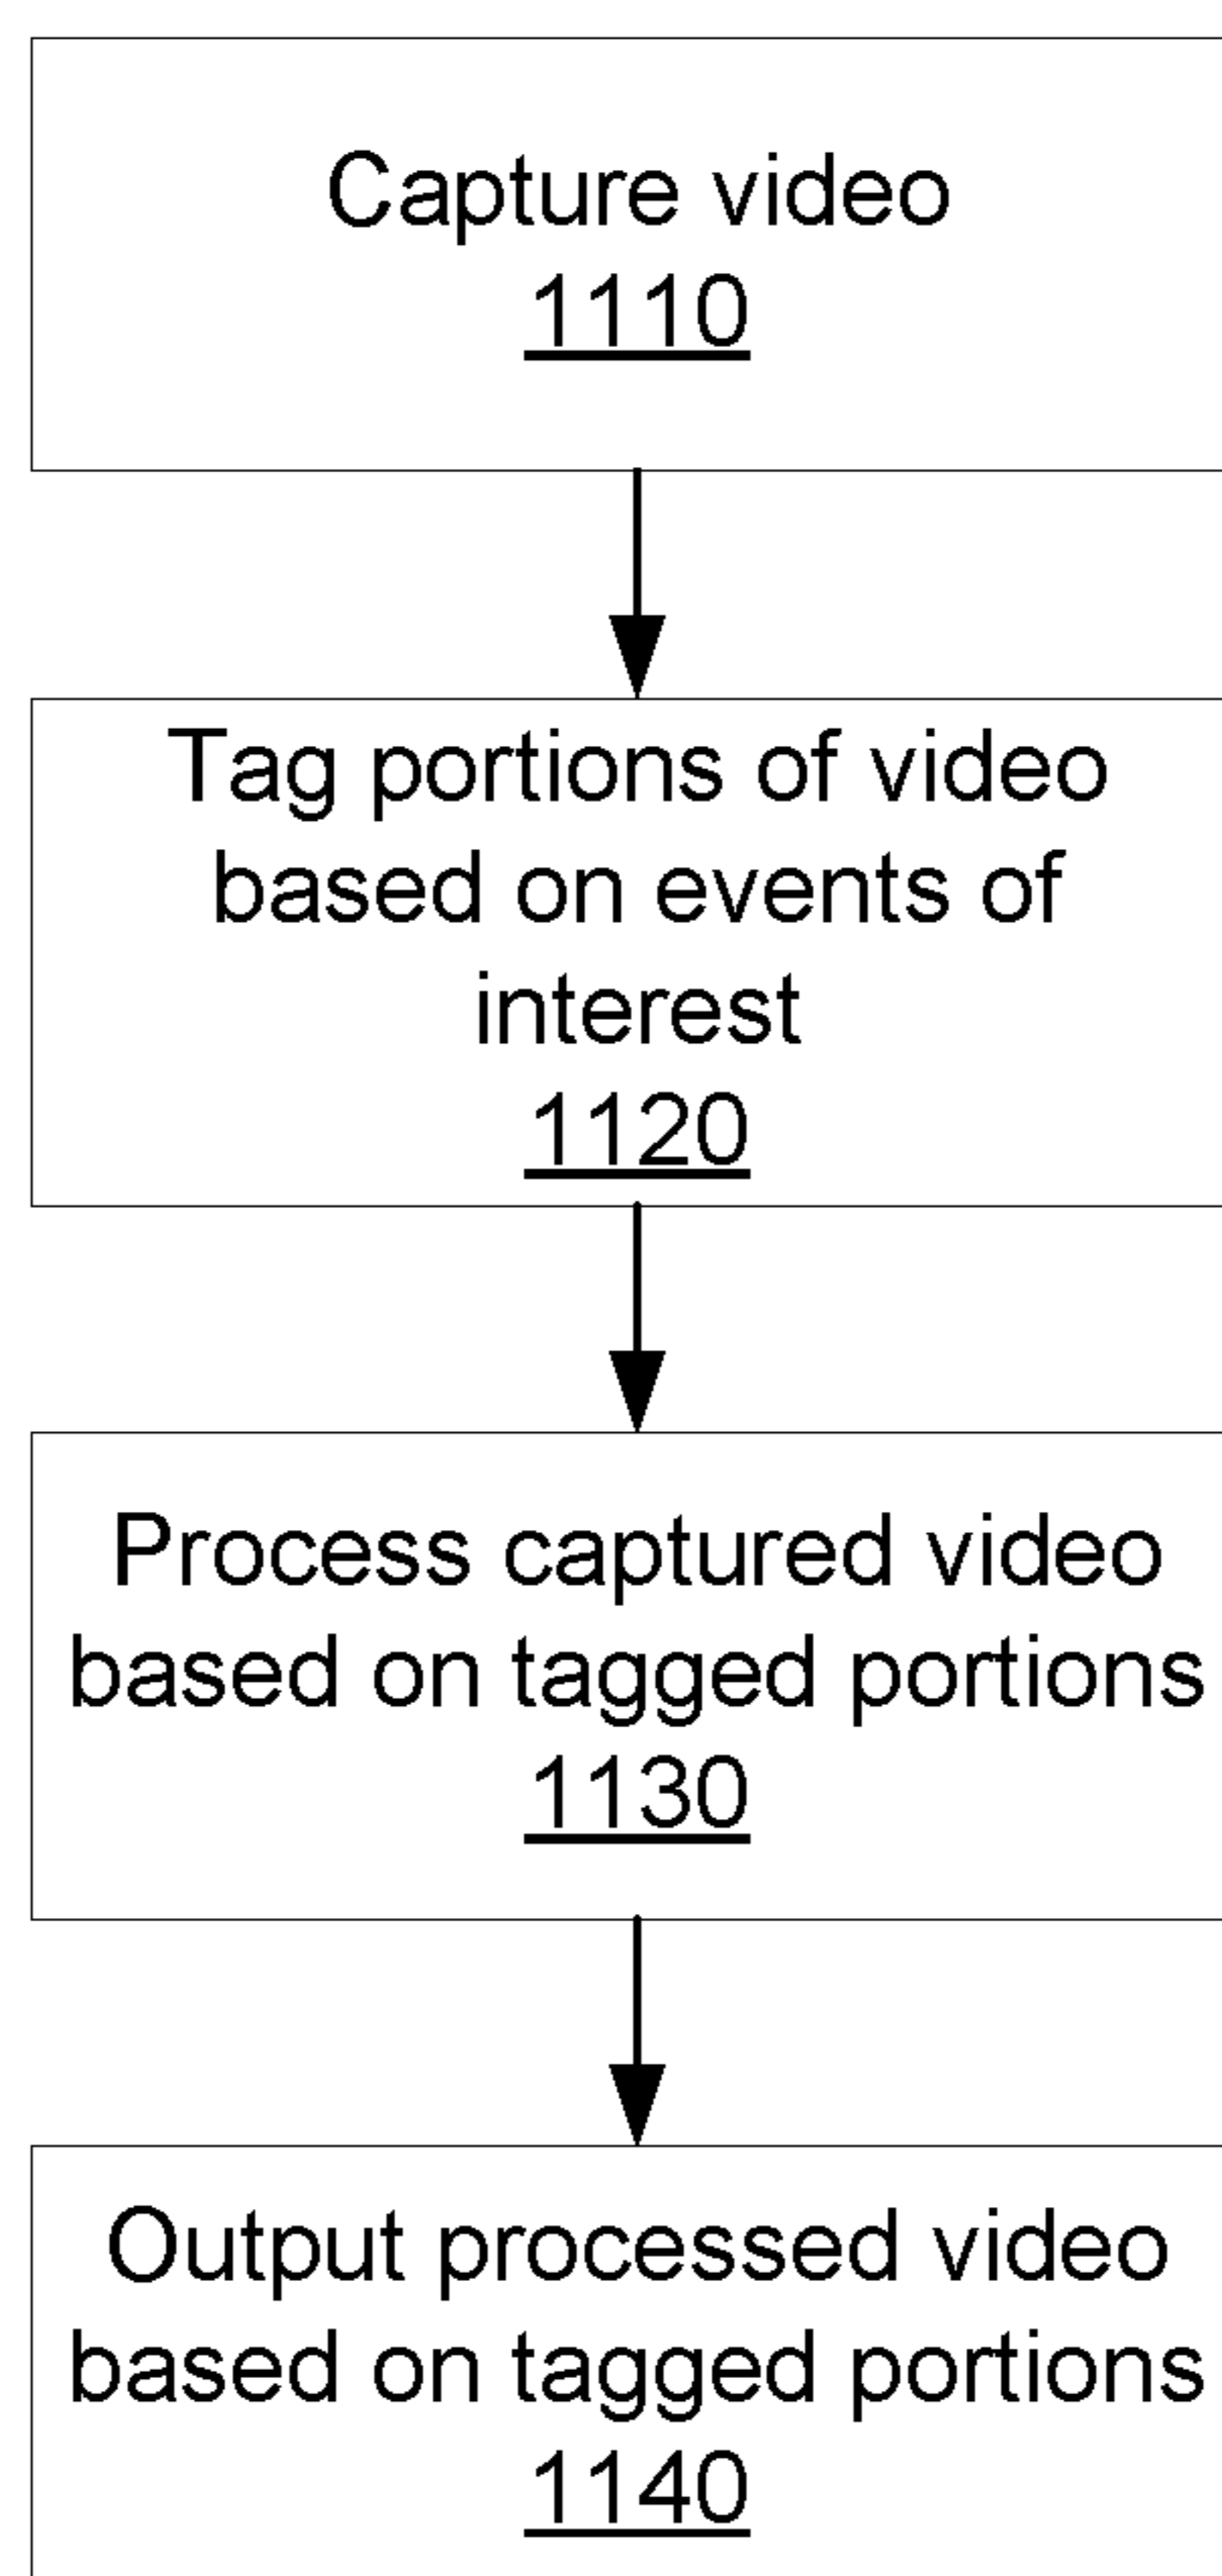 Capture video
1110
Tag portions of video
based on events of
interest
1120
Process captured video
based on tagged portions
1130
Output processed video
based on tagged portions
1140